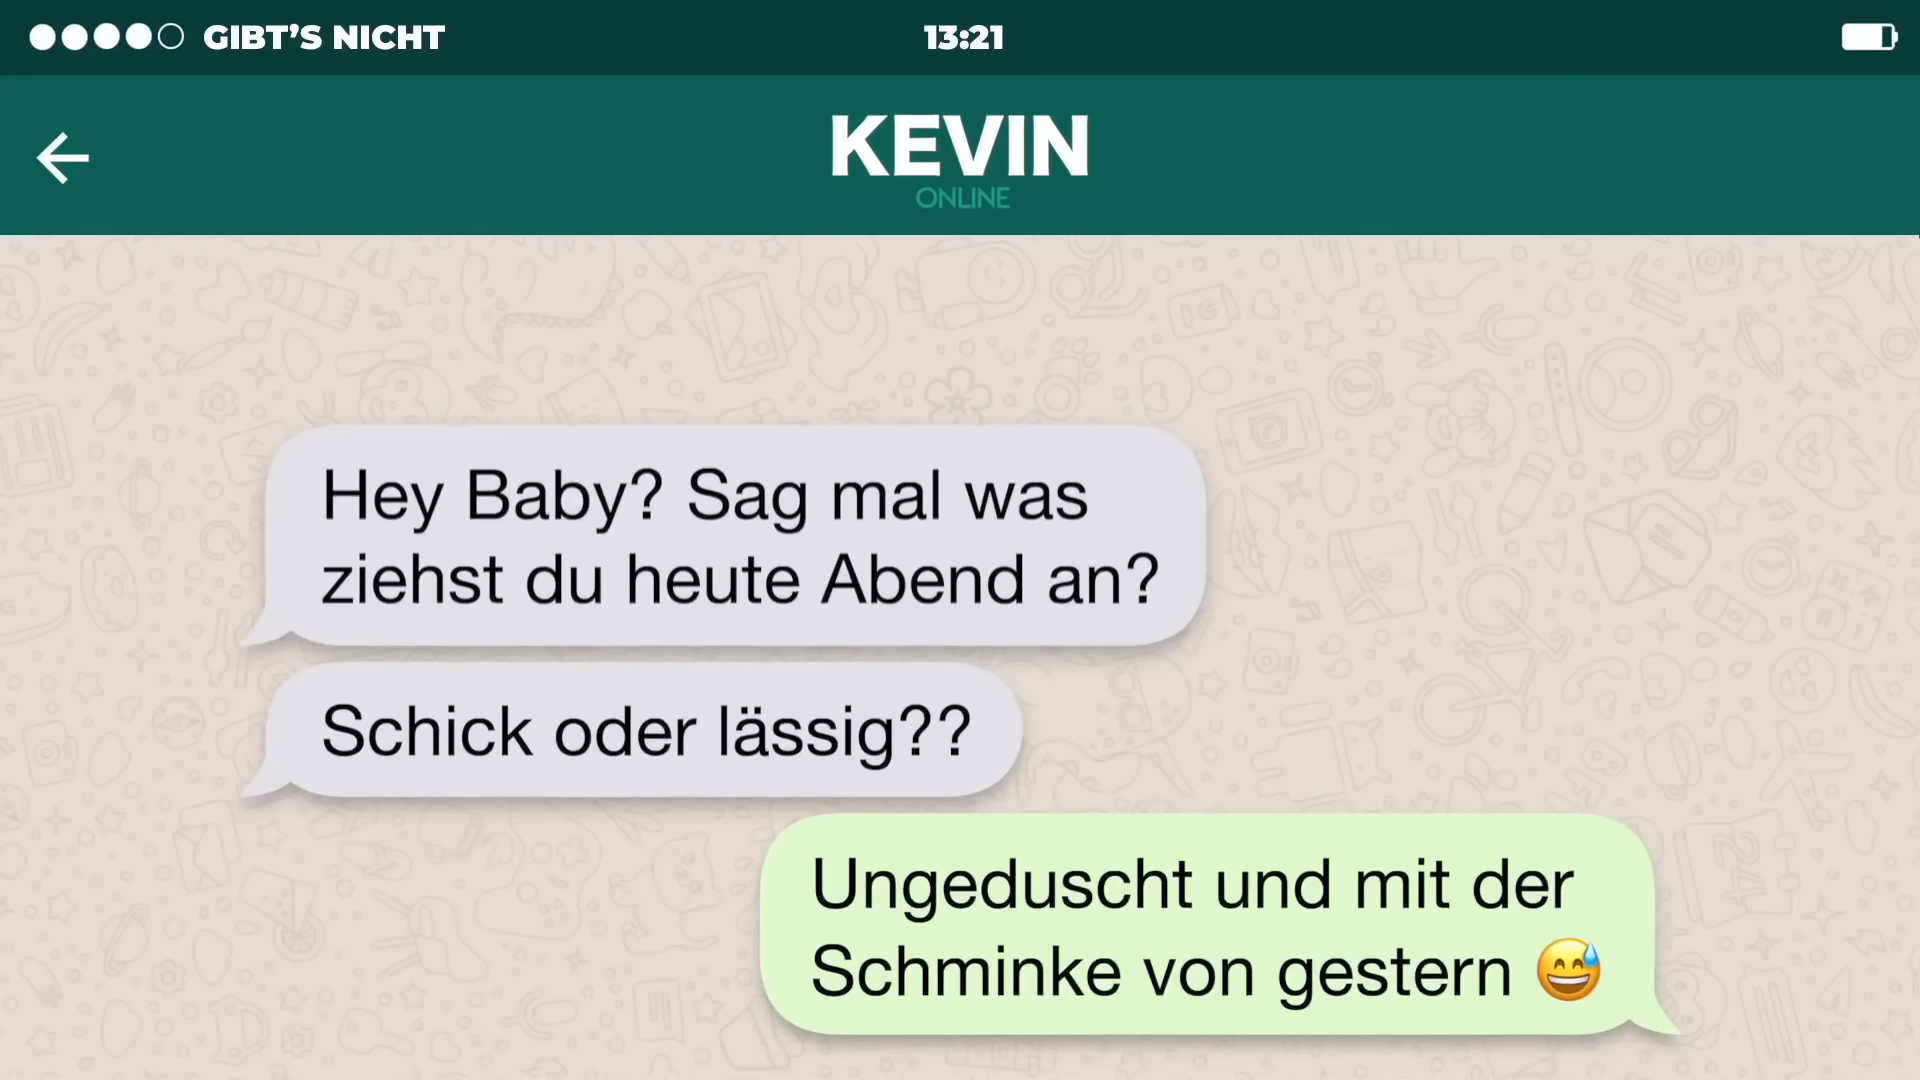 GIBT’S NICHT
13:21
KEVIN
ONLINE
Hey Baby? Sag mal was
ziehst du heute Abend an?
Schick oder lässig??
Ungeduscht und mit der
Schminke von gestern 😅